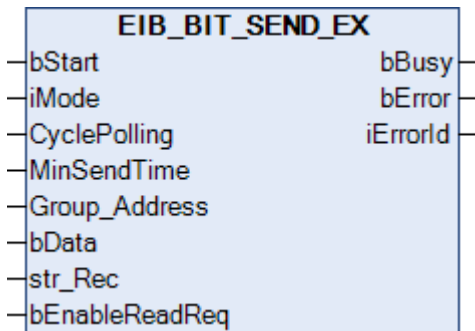 EIB_BIT_SEND_EX
bStart bBusy
iMode bError
CyclePolling iErrorId
MinSendTime
Group_Address
bData
str_Rec
bEnableReadReq